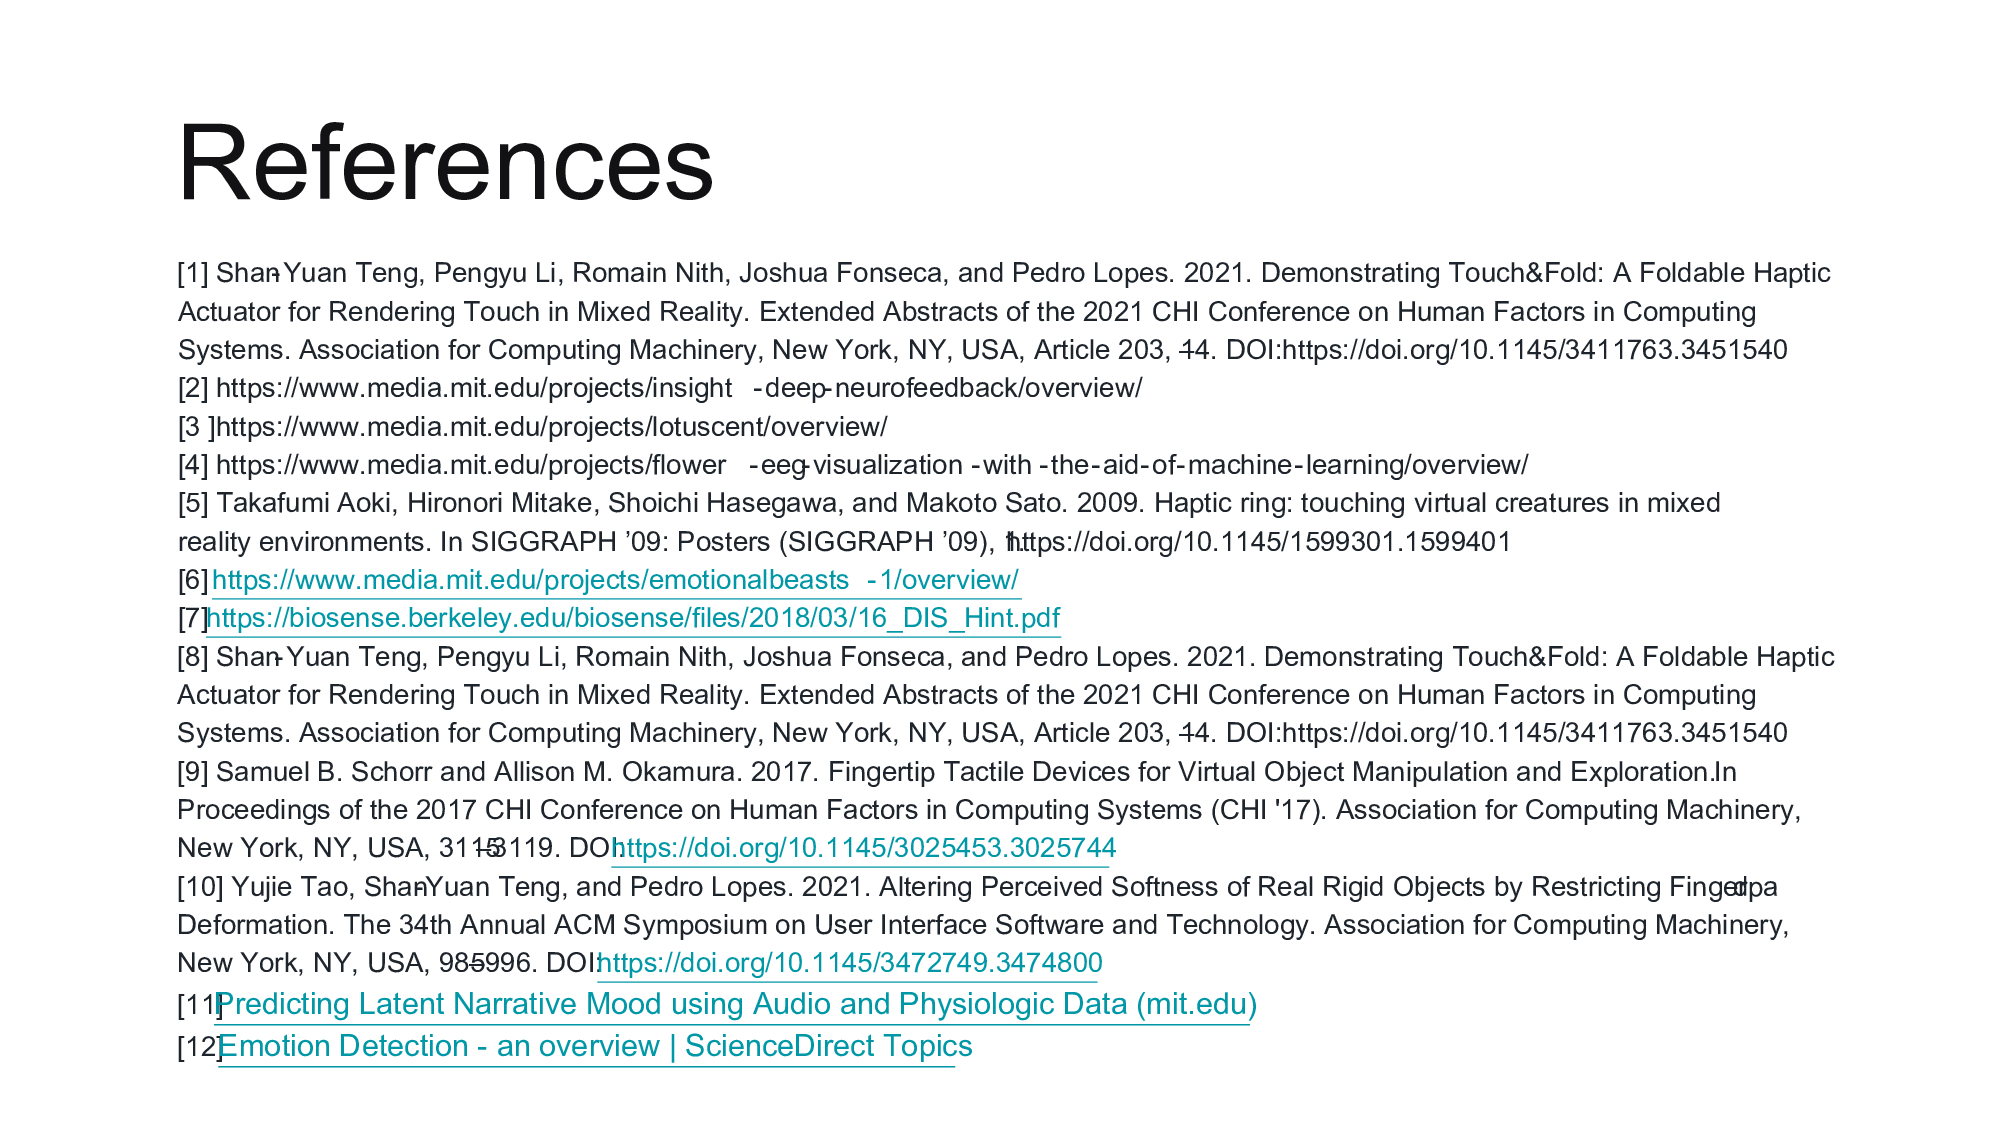 References
[1] Shan-Yuan Teng, Pengyu Li, Romain Nith, Joshua Fonseca, and Pedro Lopes. 2021. Demonstrating Touch&Fold: A Foldable Haptic
Actuator for Rendering Touch in Mixed Reality. Extended Abstracts of the 2021 CHI Conference on Human Factors in Computing
Systems. Association for Computing Machinery, New York, NY, USA, Article 203, 1–4. DOI:https://doi.org/10.1145/3411763.3451540
[2] https://www.media.mit.edu/projects/insight -deep-neurofeedback/overview/
[3 ]https://www.media.mit.edu/projects/lotuscent/overview/
[4] https://www.media.mit.edu/projects/flower -eeg-visualization -with -the-aid-of-machine-learning/overview/
[5] Takafumi Aoki, Hironori Mitake, Shoichi Hasegawa, and Makoto Sato. 2009. Haptic ring: touching virtual creatures in mixed
reality environments. In SIGGRAPH ’09: Posters (SIGGRAPH ’09), 1. https://doi.org/10.1145/1599301.1599401
[6] https://www.media.mit.edu/projects/emotionalbeasts -1/overview/
[7] https://biosense.berkeley.edu/biosense/files/2018/03/16_DIS_Hint.pdf
[8] Shan-Yuan Teng, Pengyu Li, Romain Nith, Joshua Fonseca, and Pedro Lopes. 2021. Demonstrating Touch&Fold: A Foldable Haptic
Actuator for Rendering Touch in Mixed Reality. Extended Abstracts of the 2021 CHI Conference on Human Factors in Computing
Systems. Association for Computing Machinery, New York, NY, USA, Article 203, 1–4. DOI:https://doi.org/10.1145/3411763.3451540
[9] Samuel B. Schorr and Allison M. Okamura. 2017. Fingertip Tactile Devices for Virtual Object Manipulation and Exploration.In
Proceedings of the 2017 CHI Conference on Human Factors in Computing Systems (CHI '17). Association for Computing Machinery,
New York, NY, USA, 3115–3119. DOI:https://doi.org/10.1145/3025453.3025744
[10] Yujie Tao, Shan-Yuan Teng, and Pedro Lopes. 2021. Altering Perceived Softness of Real Rigid Objects by Restricting Fingerpad
Deformation. The 34th Annual ACM Symposium on User Interface Software and Technology. Association for Computing Machinery,
New York, NY, USA, 985–996. DOI:https://doi.org/10.1145/3472749.3474800
[11]Predicting Latent Narrative Mood using Audio and Physiologic Data (mit.edu)
[12]Emotion Detection - an overview | ScienceDirect Topics